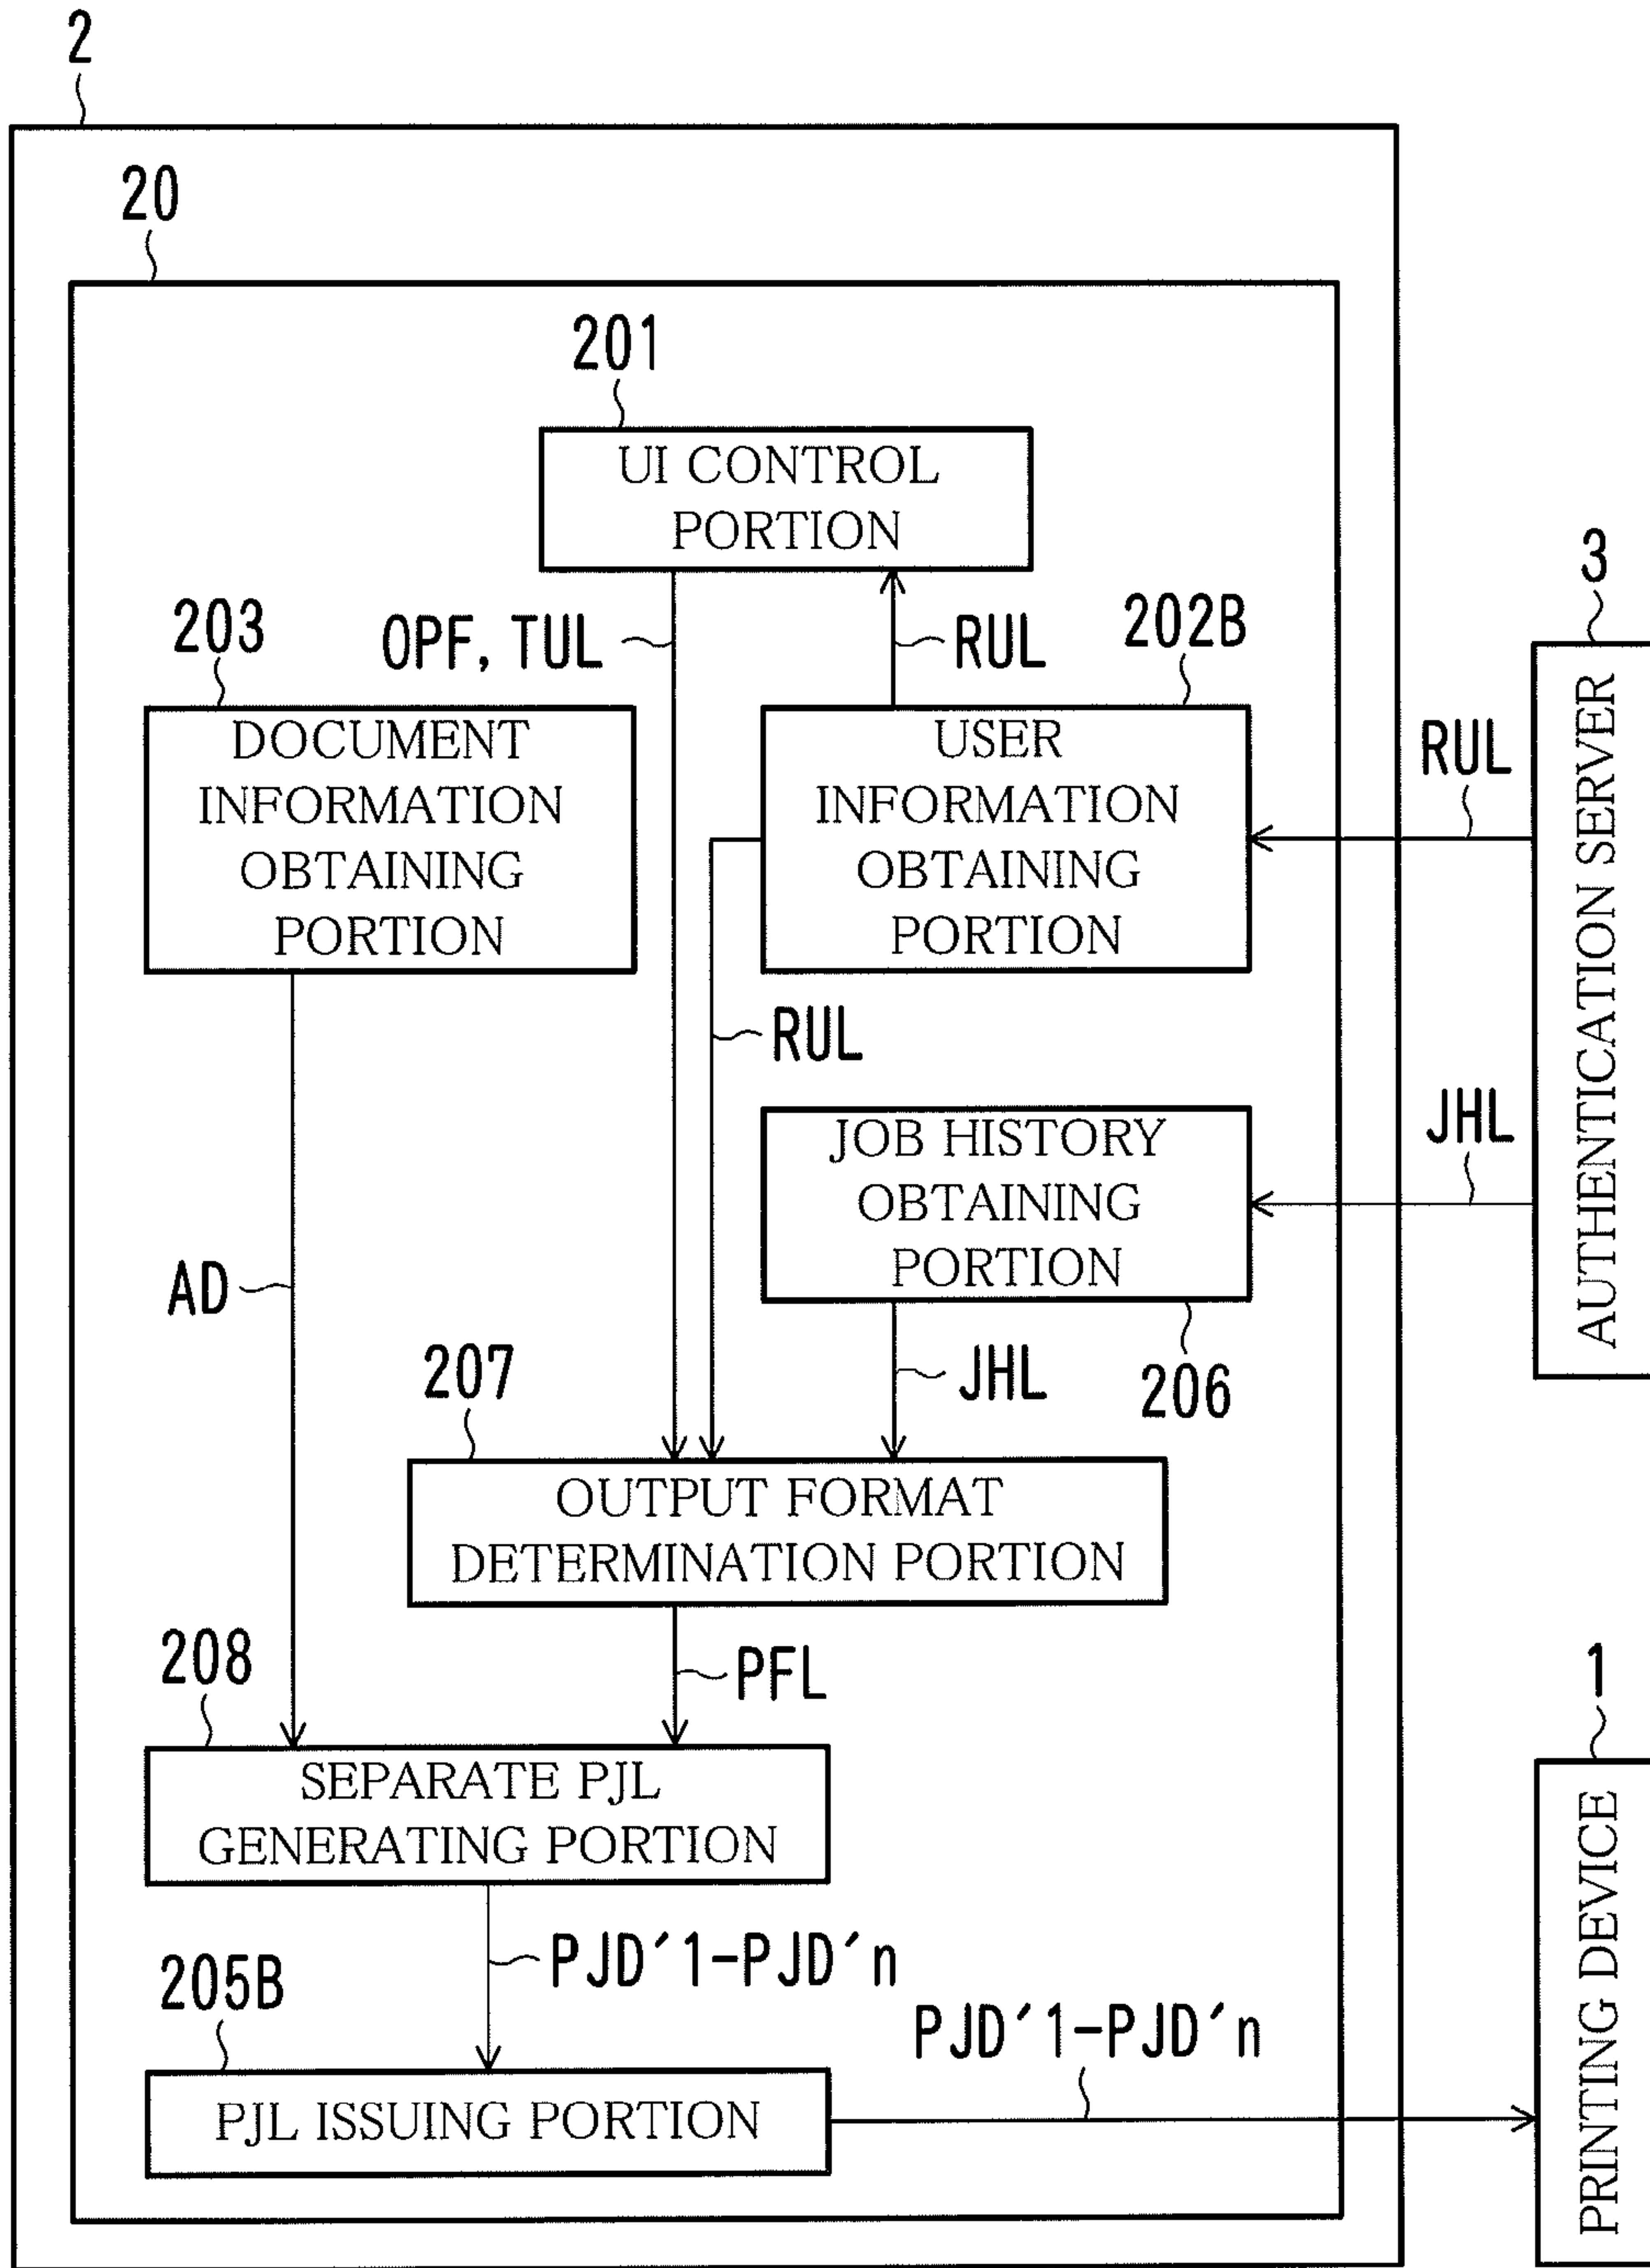 2
20
201
UI CONTROL
PORTION
203
OPF, TUL
RUL
202B
3
DOCUMENT
INFORMATION
OBTAINING
PORTION
USER
INFORMATION
OBTAINING
PORTION
RUL
AUTHENTICATION SERVER
RUL
JOB HISTORY
OBTAINING
PORTION
JHL
AD
207
JHL
206
OUTPUT FORMAT
DETERMINATION PORTION
208
PFL
1
SEPARATE PJL
GENERATING PORTION
PRINTING DEVICE
205B
PJD´1-PJD´n
PJD´1-PJD´n
PJL ISSUING PORTION